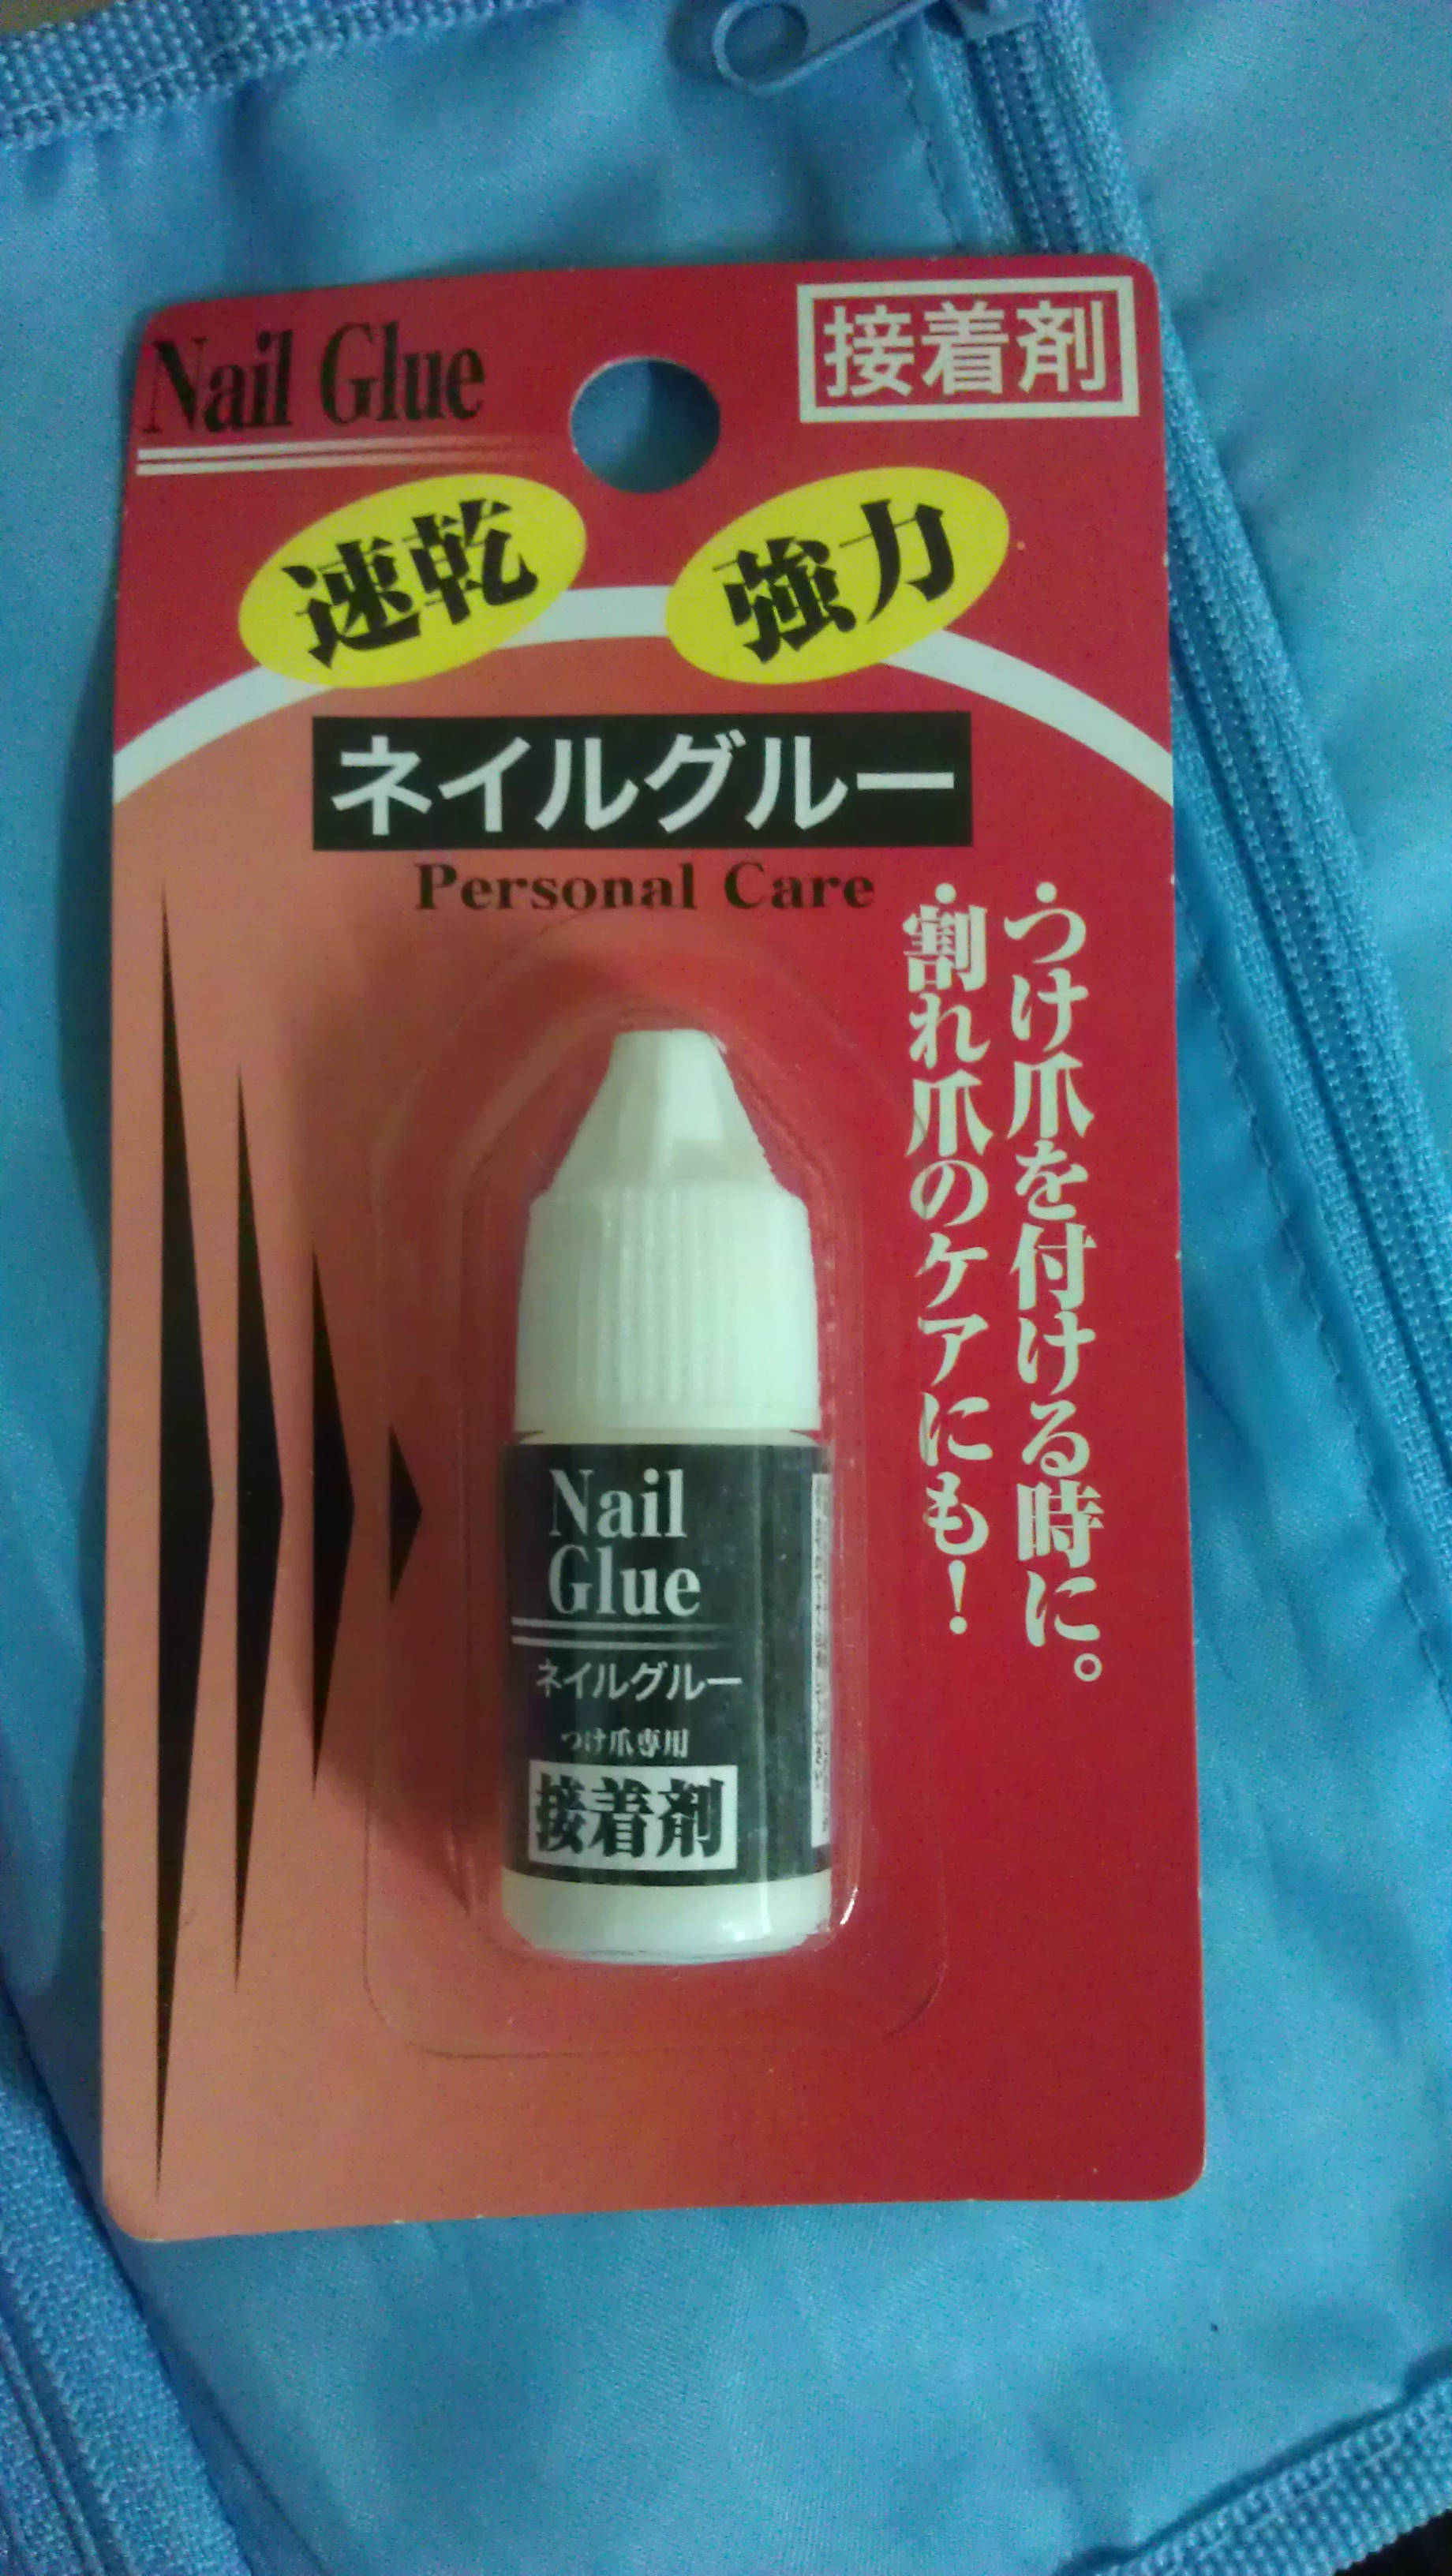 Nail Glue
接着剤
速乾
強力
ネイルグルー
Personal Care
・つけ爪を付ける時に。
・割れ爪のケアにも!
Nail
Glue
ネイルグルー
つけ爪専用
接着剤